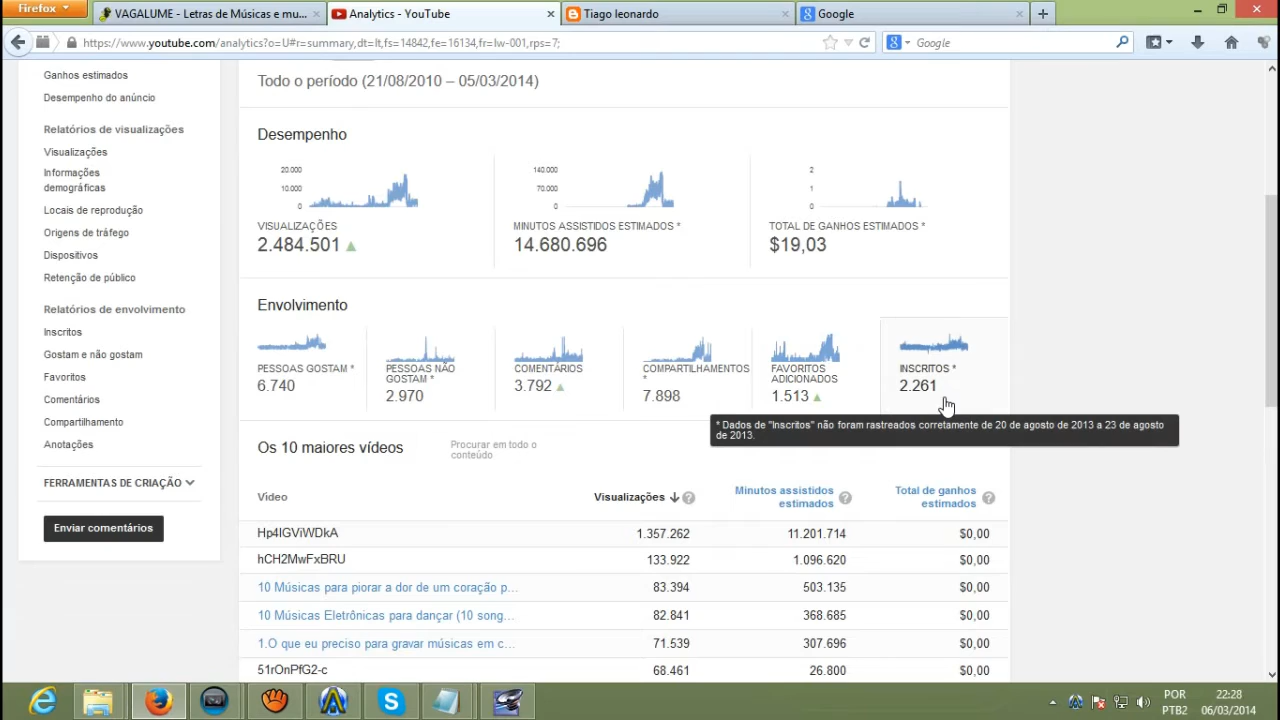 Firefox
VAGALUME - Letras de Músicas e mu...
Analytics - YouTube
Tiago leonardo
Google
https://www.youtube.com/analytics?o=U#r=summary,dt=lt,fs=14842,fe=16134,fr=lw-001,rps=7;
Google
Ganhos estimados
Desempenho do anúncio
Relatórios de visualizações
Visualizações
Informações
demográficas
Locais de reprodução
Origens de tráfego
Dispositivos
Retenção de público
Relatórios de envolvimento
Inscritos
Gostam e não gostam
Favoritos
Comentários
Compartilhamento
Anotações
FERRAMENTAS DE CRIAÇÃO
Enviar comentários
Todo o período (21/08/2010 – 05/03/2014)
Desempenho
20.000
10.000
0
VISUALIZAÇÕES
2.484.501
140.000
70.000
0
MINUTOS ASSISTIDOS ESTIMADOS *
14.680.696
2
1
0
TOTAL DE GANHOS ESTIMADOS *
$19,03
Envolvimento
PESSOAS GOSTAM *
6.740
PESSOAS NÃO
GOSTAM *
2.970
COMENTÁRIOS
3.792
COMPARTILHAMENTOS
*
7.898
FAVORITOS
ADICIONADOS
1.513
INSCRITOS *
2.261
* Dados de "Inscritos" não foram rastreados corretamente de 20 de agosto de 2013 a 23 de agosto
de 2013.
Os 10 maiores vídeos
Procurar em todo o
conteúdo
Vídeo
Visualizações
Minutos assistidos
estimados
Total de ganhos
estimados
Hp4IGViWDkA 1.357.262 11.201.714 $0,00
hCH2MwFxBRU 133.922 1.096.620 $0,00
10 Músicas para piorar a dor de um coração p... 83.394 503.135 $0,00
10 Músicas Eletrônicas para dançar (10 song... 82.841 368.685 $0,00
1.O que eu preciso para gravar músicas em c... 71.539 307.696 $0,00
51rOnPfG2-c 68.461 26.800 $0,00
POR
PTB2
22:28
06/03/2014